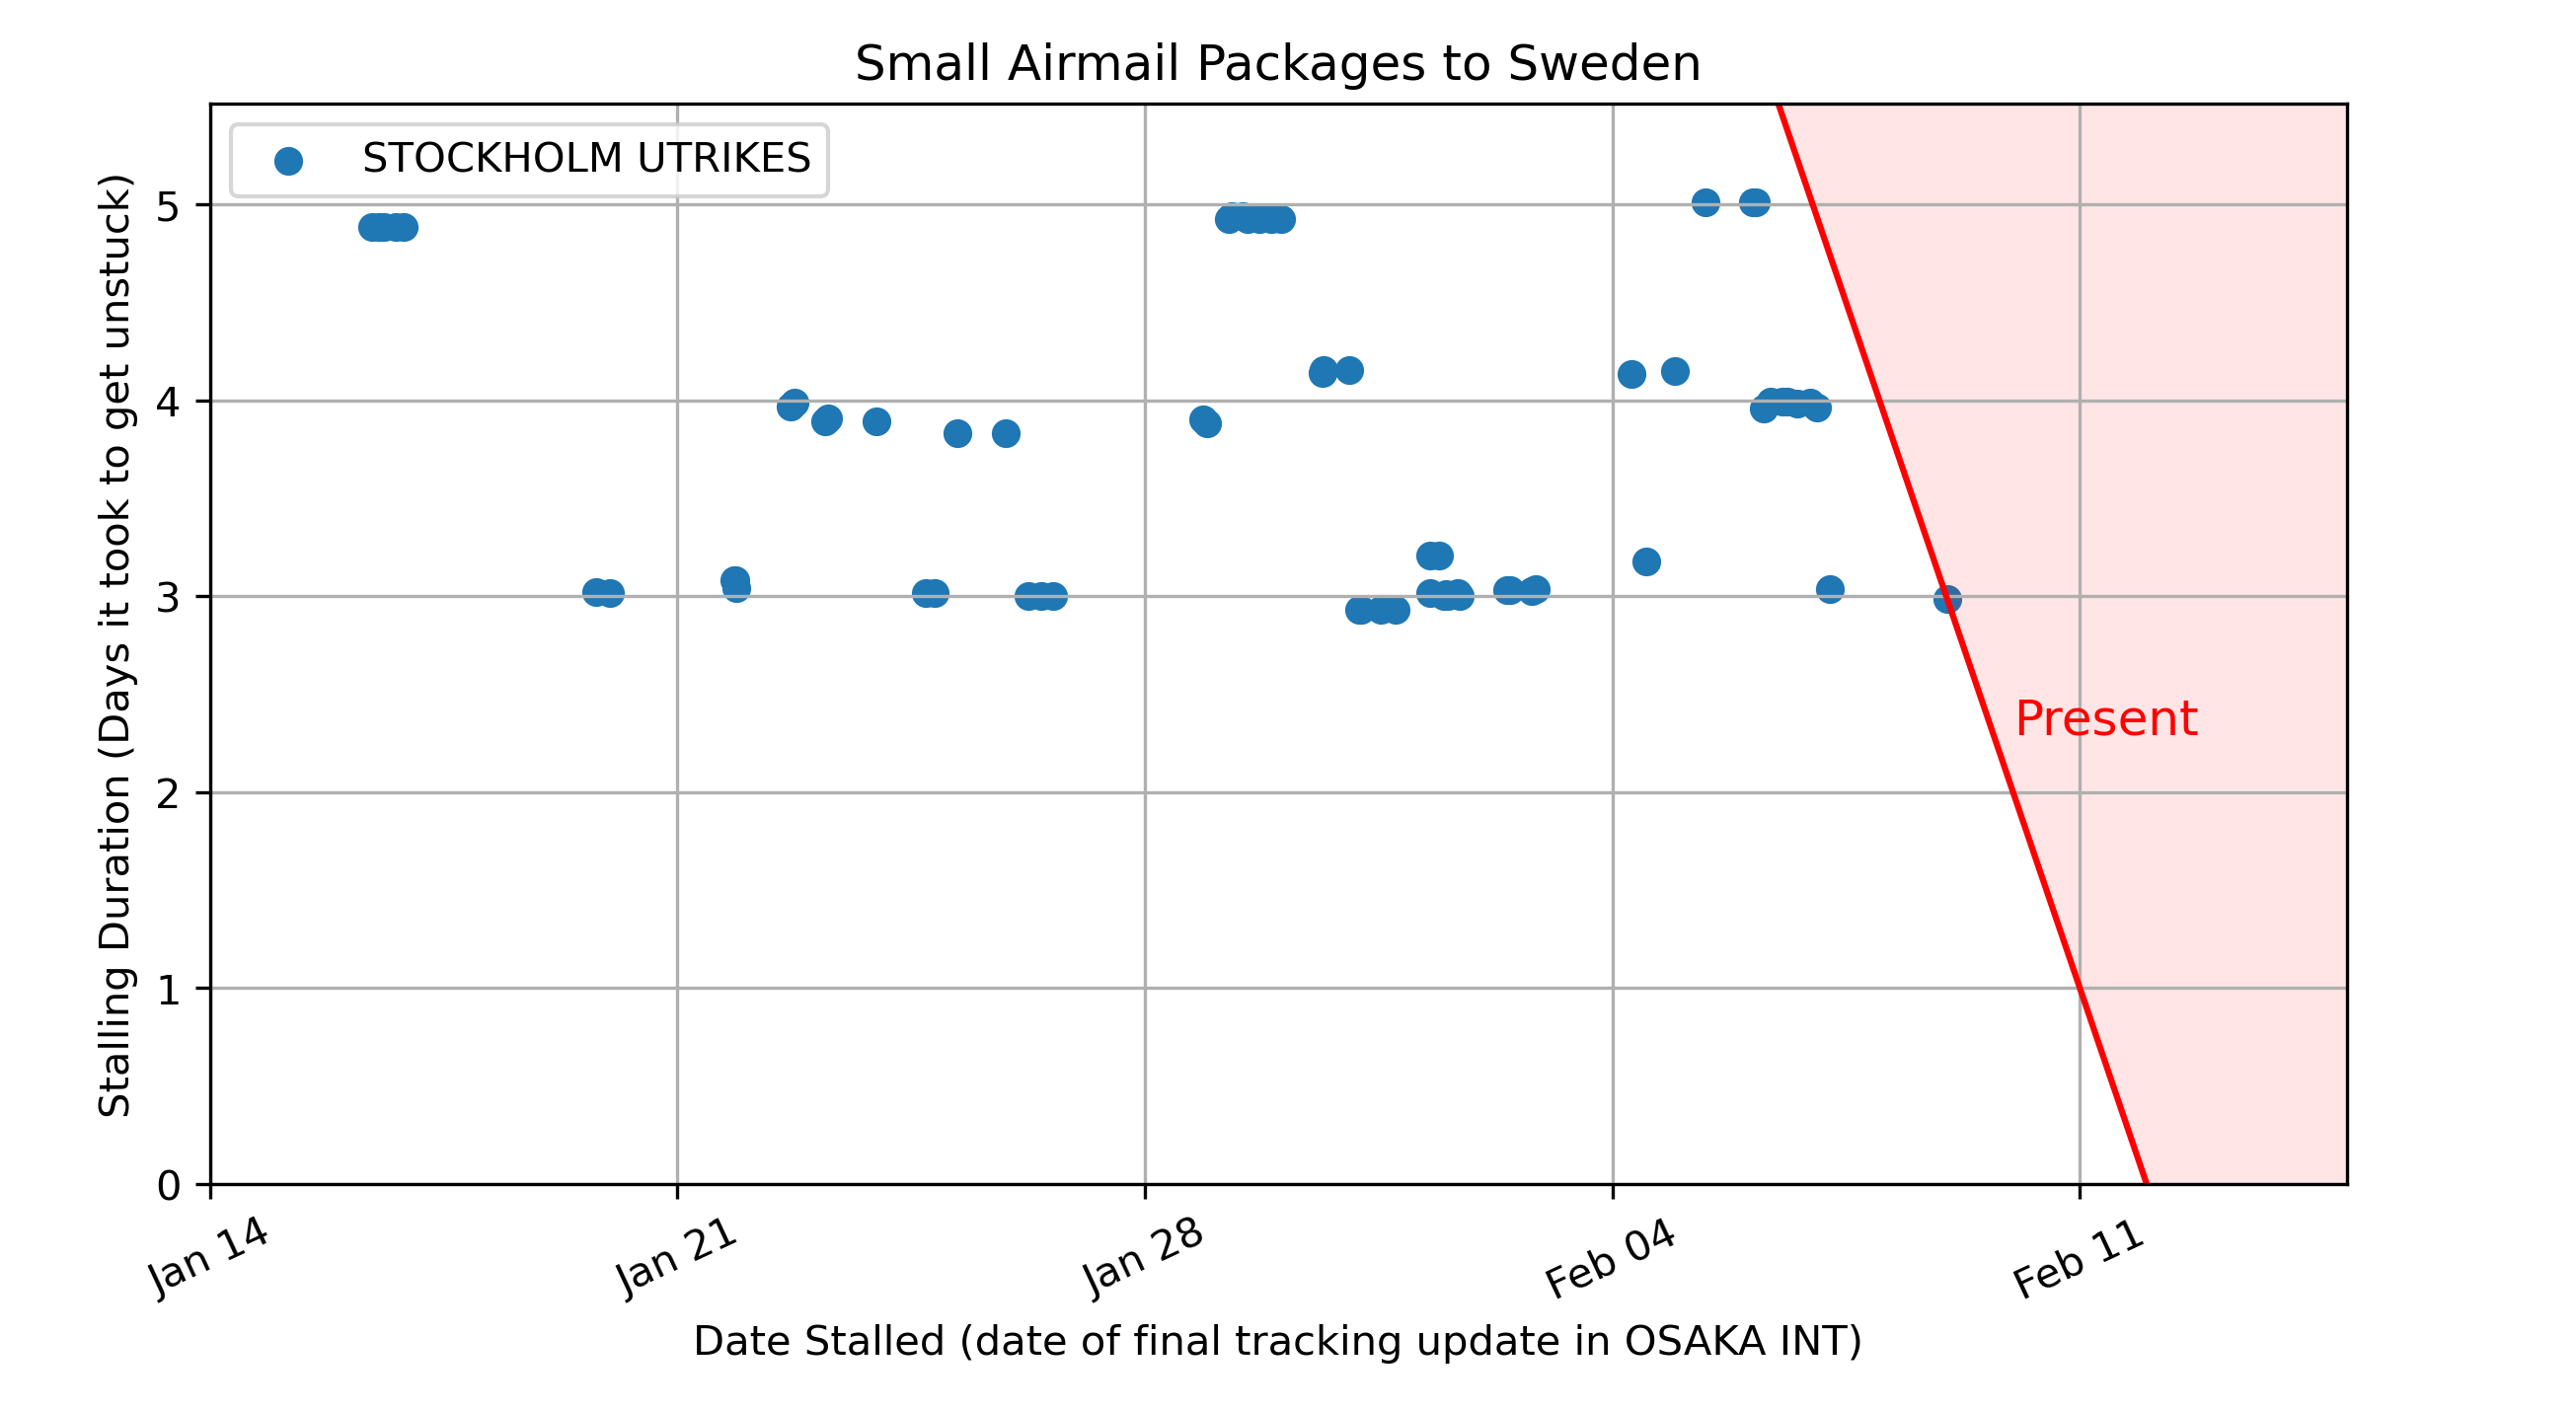 Small Airmail Packages to Sweden
STOCKHOLM UTRIKES
Stalling Duration (Days it took to get unstuck)
5
4
3
2
1
0
Present
Jan 14
Jan 21
Jan 28
Feb 04
Feb 11
Date Stalled (date of final tracking update in OSAKA INT)